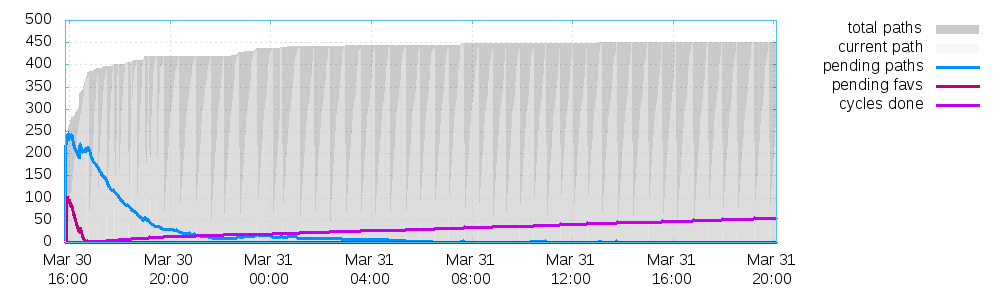 500
450
400
350
300
250
200
150
100
50
0
Mar 30 Mar 30 Mar 31 Mar 31 Mar 31 Mar 31 Mar 31 Mar 31
16:00 20:00 00:00 04:00 08:00 12:00 16:00 20:00
total paths
current path
pending paths
pending favs
cycles done